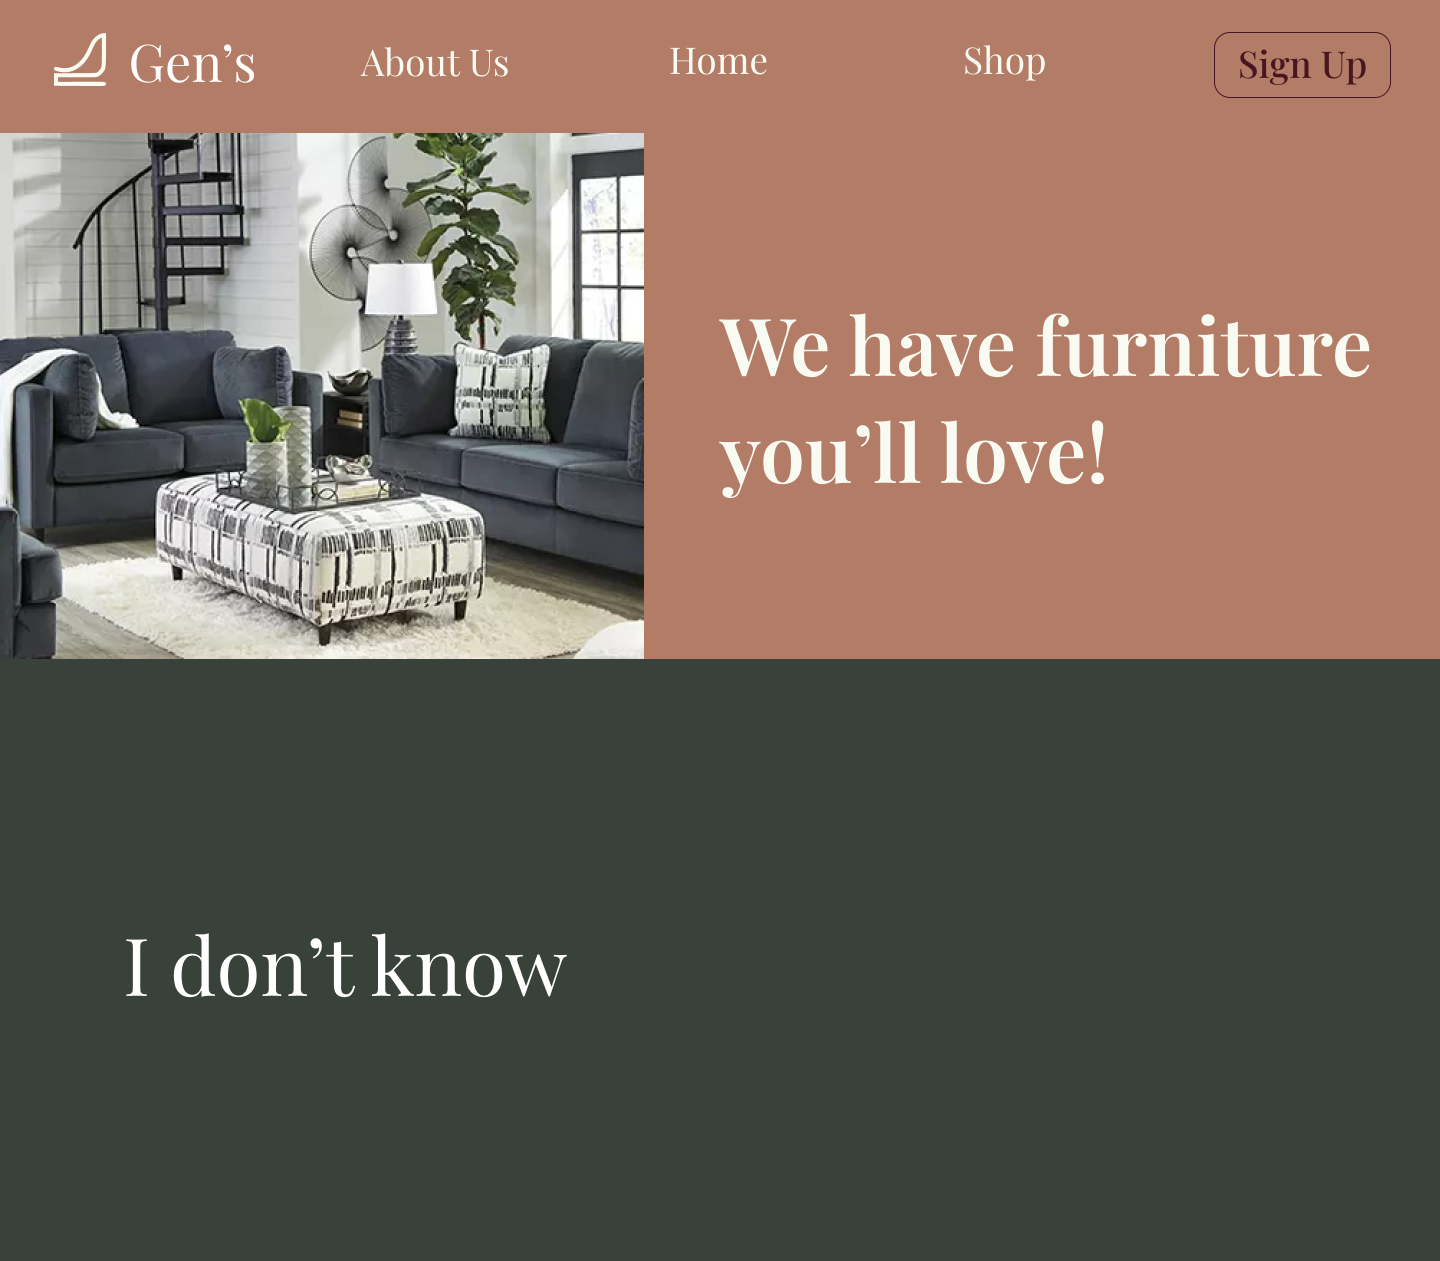 Gen’s
About Us
Home
Shop
Sign Up
We have furniture
you’ll love!
I don’t know